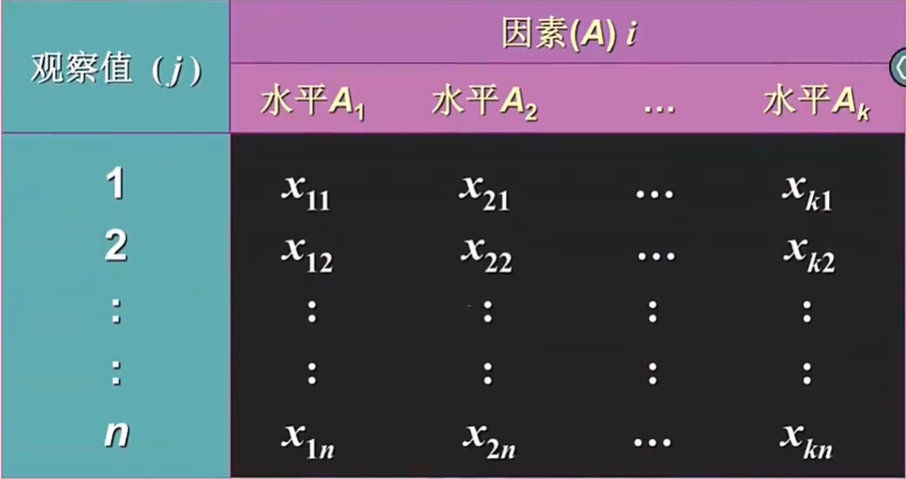 因素(A) i
观察值 (j)
水平A₁ 水平A₂ … 水平Aₖ
1 x₁₁ x₂₁ … xₖ₁
2 x₁₂ x₂₂ … xₖ₂
: : : : :
: : : : :
n x₁ₙ x₂ₙ … xₖₙ